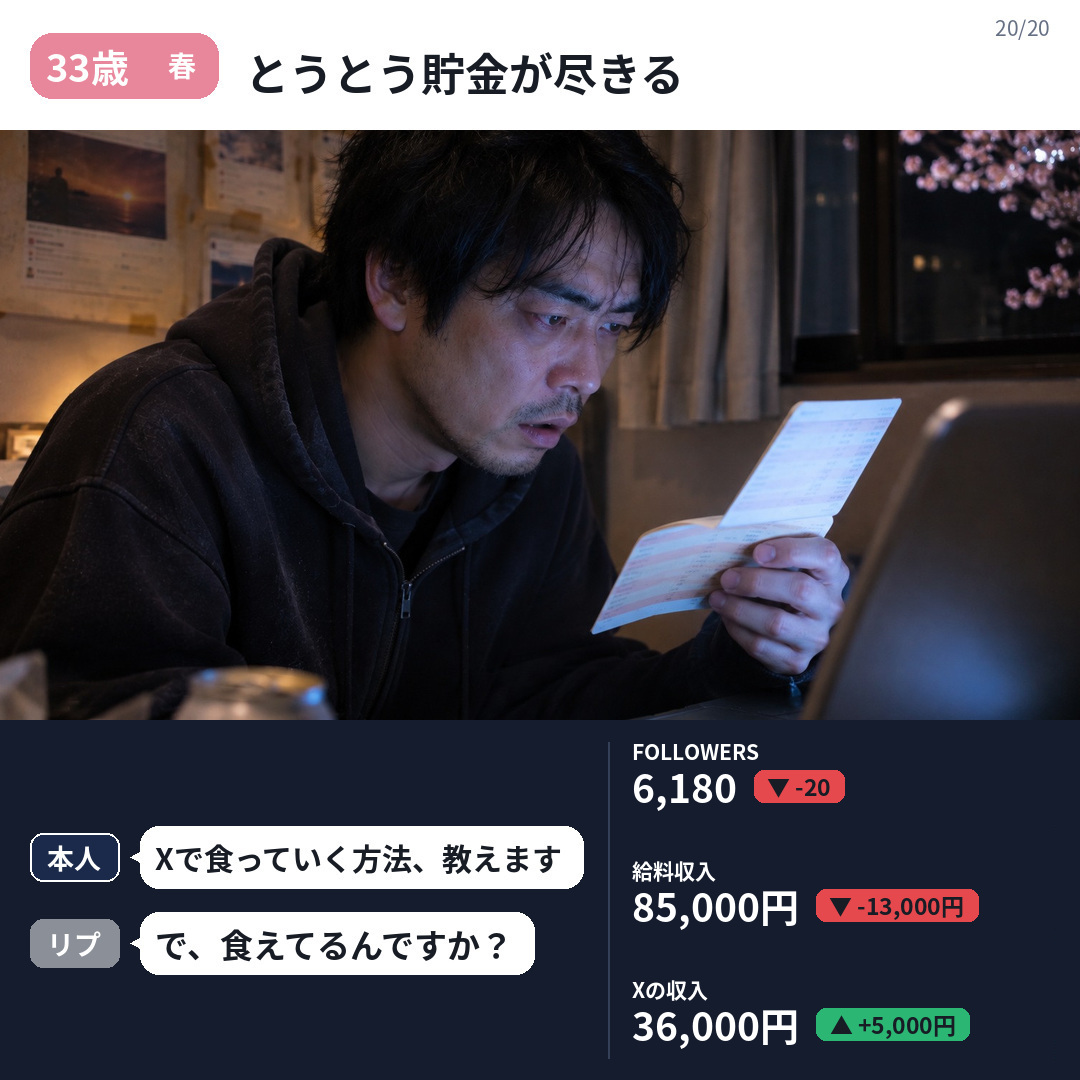 20/20
33歳 春 とうとう貯金が尽きる
本人 Xで食っていく方法、教えます
リプ で、食えてるんですか？
FOLLOWERS
6,180 ▼ -20
給料収入
85,000円 ▼ -13,000円
Xの収入
36,000円 ▲ +5,000円